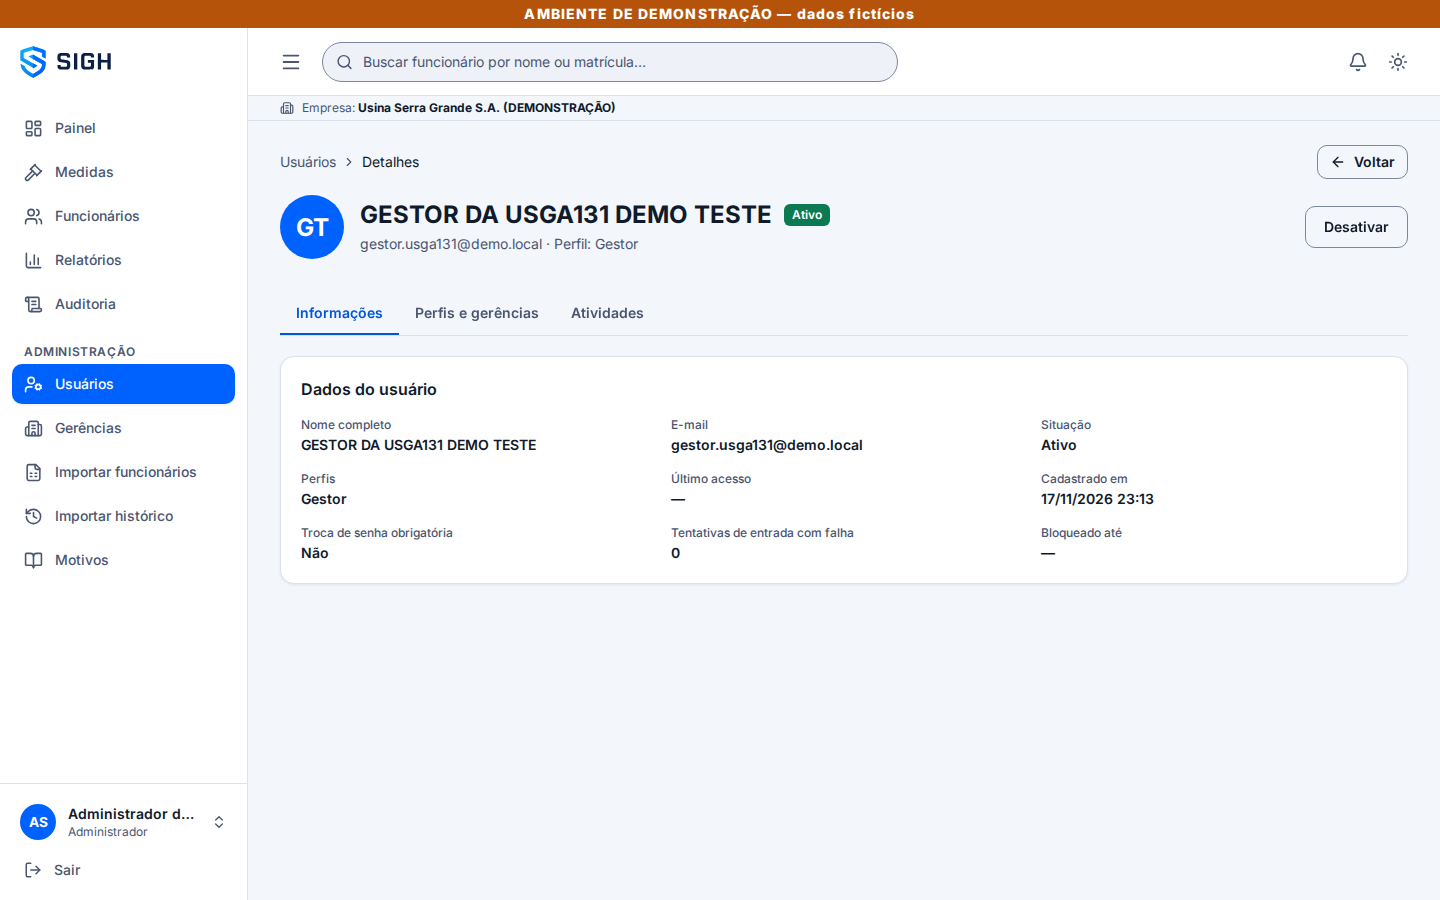 AMBIENTE DE DEMONSTRAÇÃO — dados fictícios
SIGH
Buscar funcionário por nome ou matrícula...
Empresa: Usina Serra Grande S.A. (DEMONSTRAÇÃO)
Painel
Medidas
Funcionários
Relatórios
Auditoria
ADMINISTRAÇÃO
Usuários
Gerências
Importar funcionários
Importar histórico
Motivos
AS
Administrador d...
Administrador
Sair
Usuários > Detalhes
Voltar
GT
GESTOR DA USGA131 DEMO TESTE Ativo
gestor.usga131@demo.local · Perfil: Gestor
Desativar
Informações Perfis e gerências Atividades
Dados do usuário
Nome completo E-mail Situação
GESTOR DA USGA131 DEMO TESTE gestor.usga131@demo.local Ativo
Perfis Último acesso Cadastrado em
Gestor — 17/11/2026 23:13
Troca de senha obrigatória Tentativas de entrada com falha Bloqueado até
Não 0 —